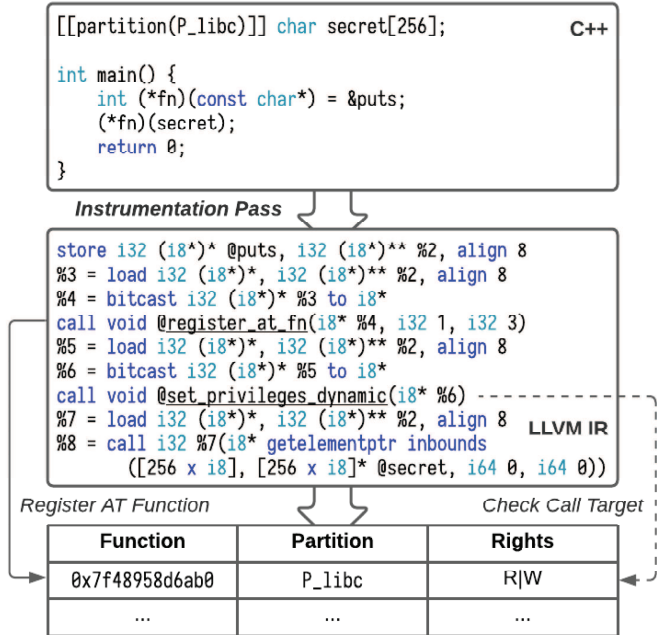 [[partition(P_libc)]] char secret[256];
C++
int main() {
int (*fn)(const char*) = &puts;
(*fn)(secret);
return 0;
}
Instrumentation Pass
store i32 (i8*)* @puts, i32 (i8*)** %2, align 8
%3 = load i32 (i8*)*, i32 (i8*)** %2, align 8
%4 = bitcast i32 (i8*)* %3 to i8*
call void @register_at_fn(i8* %4, i32 1, i32 3)
%5 = load i32 (i8*)*, i32 (i8*)** %2, align 8
%6 = bitcast i32 (i8*)* %5 to i8*
call void @set_privileges_dynamic(i8* %6)
%7 = load i32 (i8*)*, i32 (i8*)** %2, align 8
LLVM IR
%8 = call i32 %7(i8* getelementptr inbounds
([256 x i8], [256 x i8]* @secret, i64 0, i64 0))
Register AT Function
Check Call Target
Function Partition Rights
0x7f48958d6ab0 P_libc R|W
... ... ...